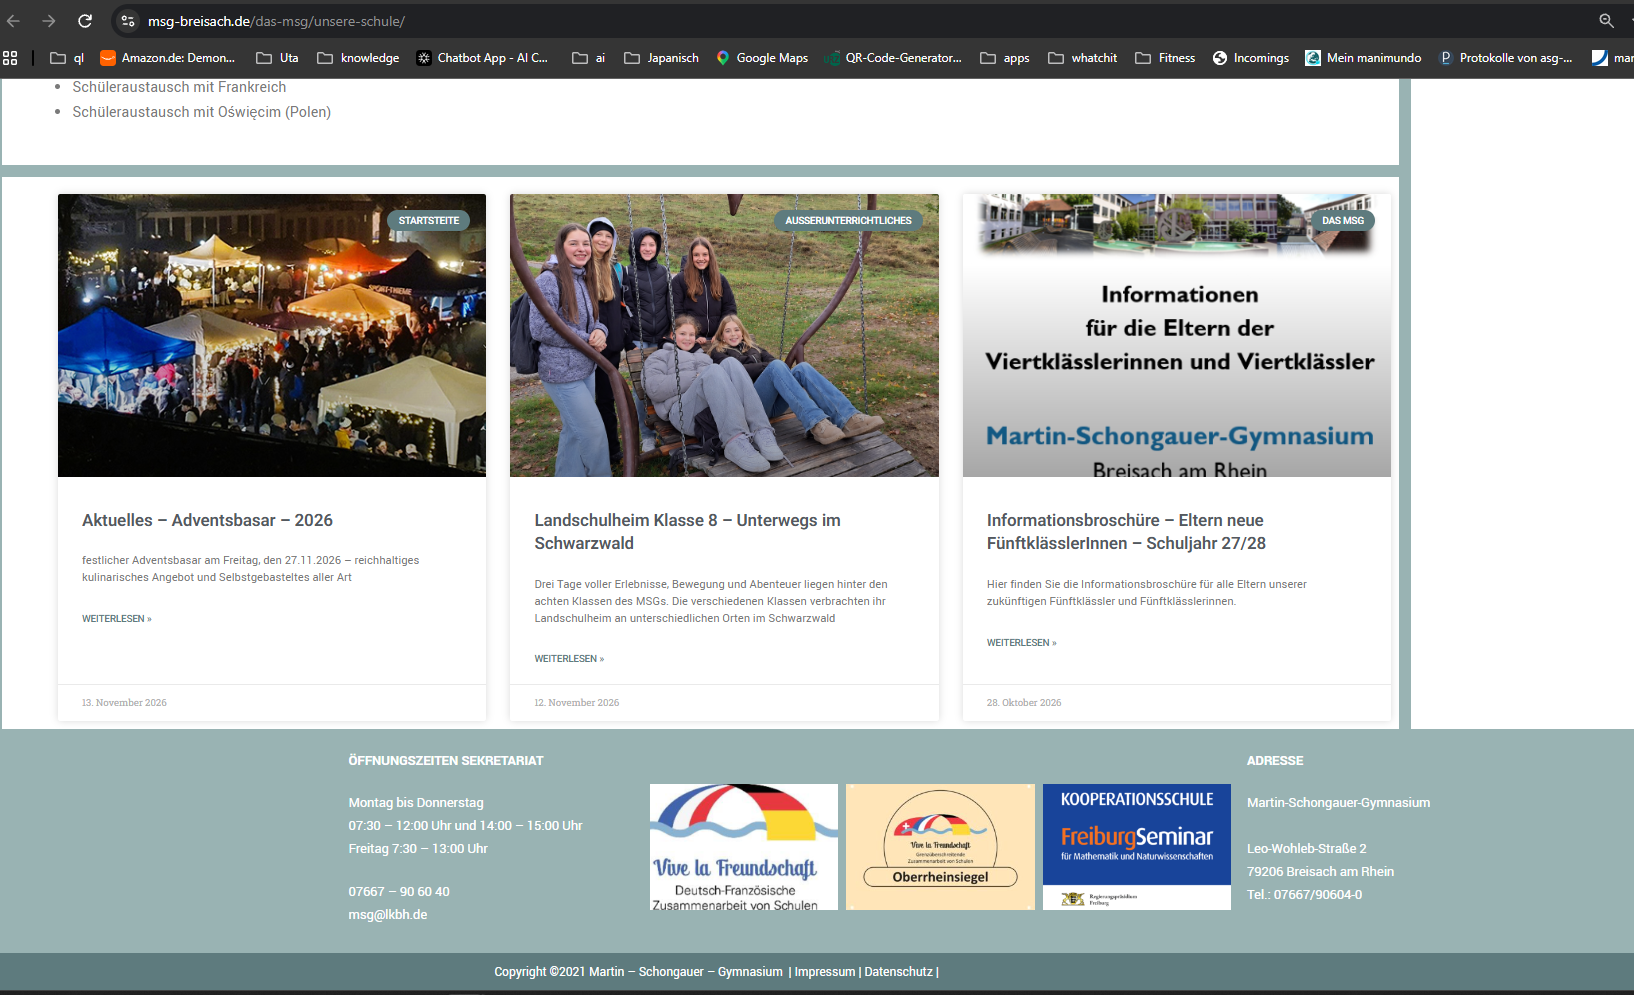 msg-breisach.de/das-msg/unsere-schule/
ql
Amazon.de: Demon...
Uta
knowledge
Chatbot App - AI C...
ai
Japanisch
Google Maps
QR-Code-Generator...
apps
whatchit
Fitness
Incomings
Mein manimundo
Protokolle von asg-...
mar
Schüleraustausch mit Frankreich
Schüleraustausch mit Oświęcim (Polen)
STARTSTEITE
SPORT-THIEME
AUSSERUNTERRICHTLICHES
DAS MSG
Informationen
für die Eltern der
Viertklässlerinnen und Viertklässler
Martin-Schongauer-Gymnasium
Breisach am Rhein
Aktuelles – Adventsbasar – 2026
festlicher Adventsbasar am Freitag, den 27.11.2026 – reichhaltiges
kulinarisches Angebot und Selbstgebasteltes aller Art
WEITERLESEN »
13. November 2026
Landschulheim Klasse 8 – Unterwegs im
Schwarzwald
Drei Tage voller Erlebnisse, Bewegung und Abenteuer liegen hinter den
achten Klassen des MSGs. Die verschiedenen Klassen verbrachten ihr
Landschulheim an unterschiedlichen Orten im Schwarzwald
WEITERLESEN »
12. November 2026
Informationsbroschüre – Eltern neue
FünftklässlerInnen – Schuljahr 27/28
Hier finden Sie die Informationsbroschüre für alle Eltern unserer
zukünftigen Fünftklässler und Fünftklässlerinnen.
WEITERLESEN »
28. Oktober 2026
ÖFFNUNGSZEITEN SEKRETARIAT
Montag bis Donnerstag
07:30 – 12:00 Uhr und 14:00 – 15:00 Uhr
Freitag 7:30 – 13:00 Uhr
07667 – 90 60 40
msg@lkbh.de
Vive la Freundschaft
Deutsch-Französische
Zusammenarbeit von Schulen
Vive la Freundschaft
Grenzüberschreitende
Zusammenarbeit von Schulen
Oberrheinsiegel
KOOPERATIONSSCHULE
FreiburgSeminar
für Mathematik und Naturwissenschaften
Regierungspräsidium
Freiburg
ADRESSE
Martin-Schongauer-Gymnasium
Leo-Wohleb-Straße 2
79206 Breisach am Rhein
Tel.: 07667/90604-0
Copyright ©2021 Martin – Schongauer – Gymnasium | Impressum | Datenschutz |